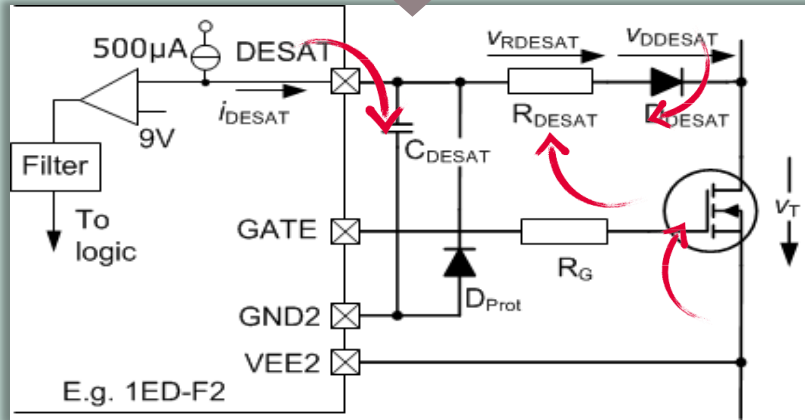 500µA
DESAT
vRDESAT
vDDESAT
iDESAT
9V
RDESAT
DDESAT
CDESAT
Filter
To
logic
GATE
RG
vT
DProt
GND2
VEE2
E.g. 1ED-F2